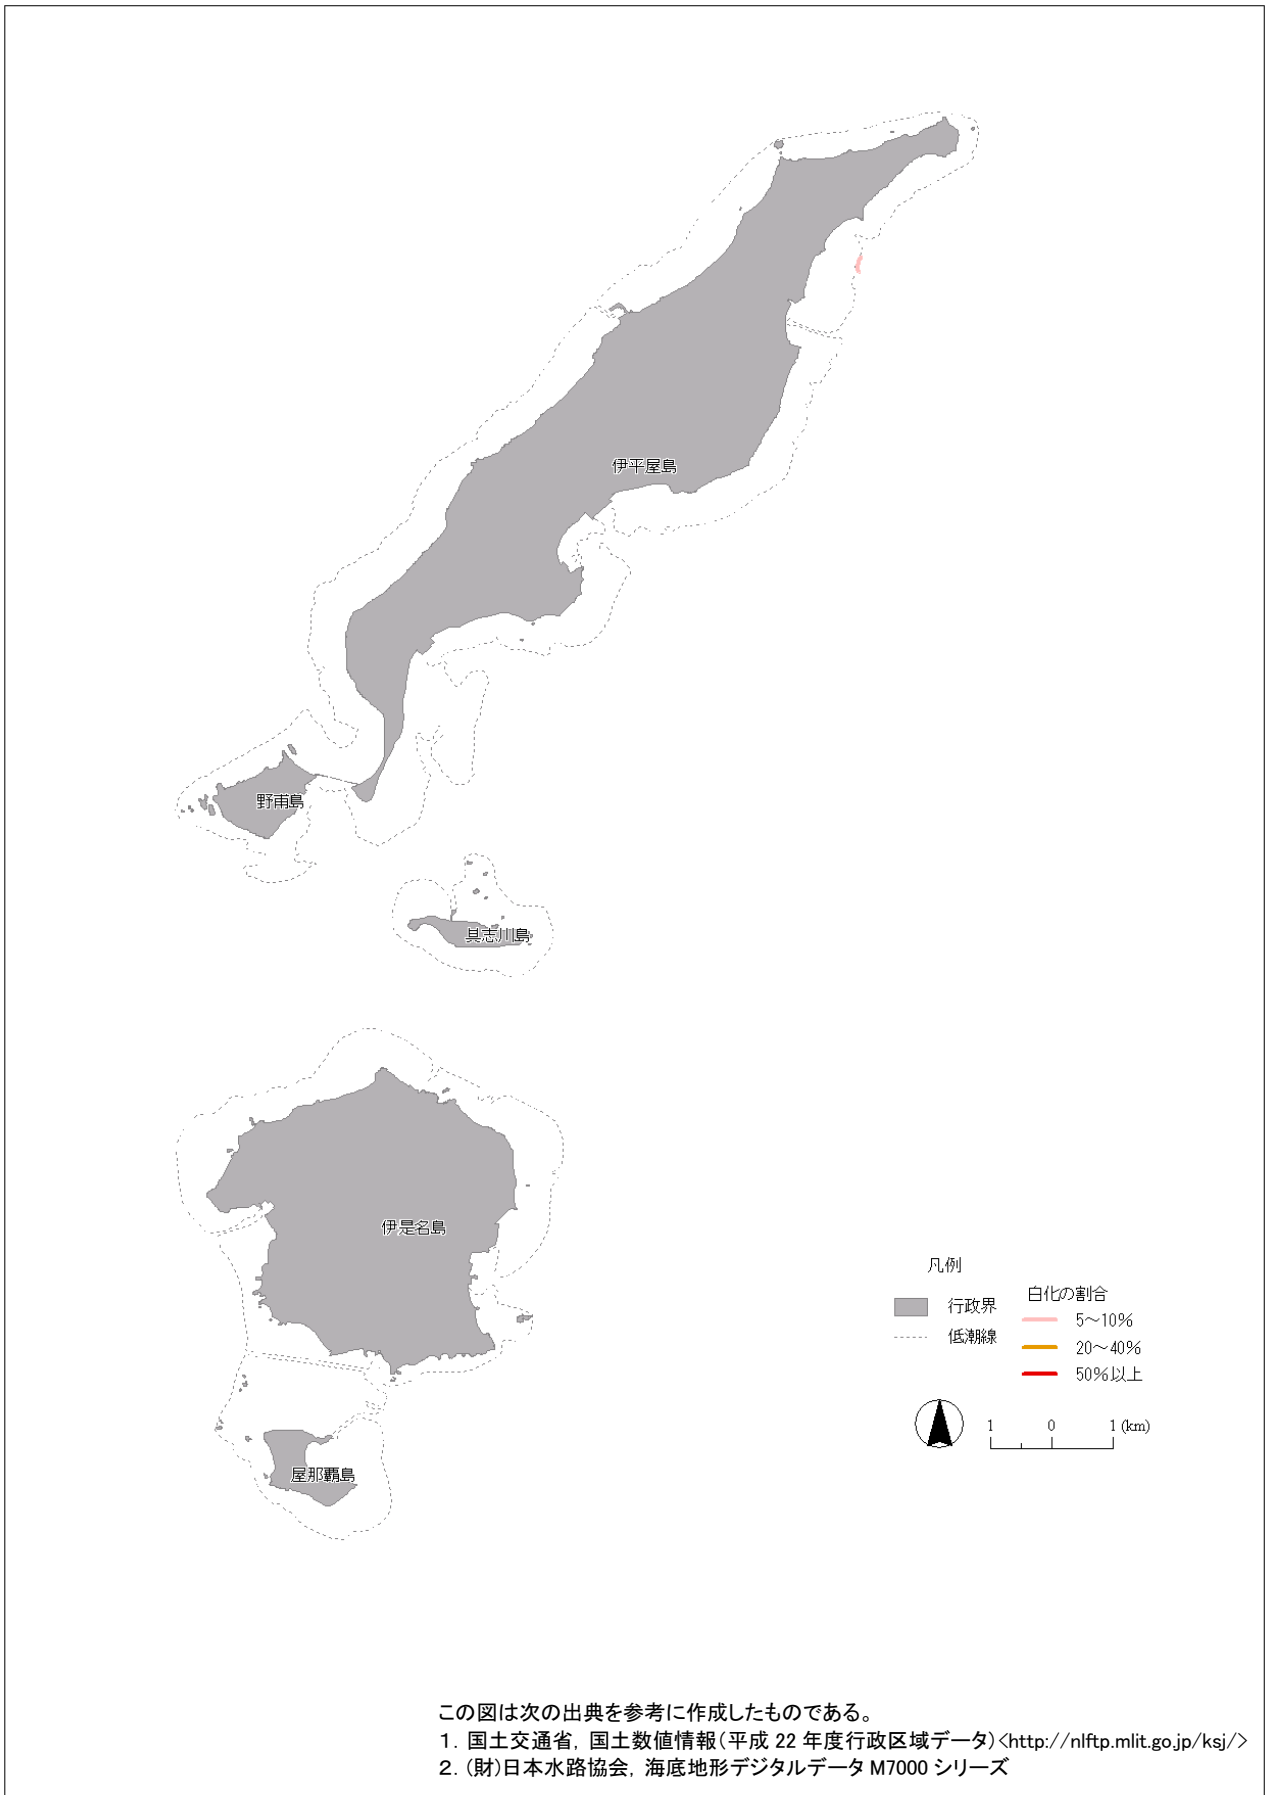 伊平屋島
野甫島
具志川島
伊是名島
屋那覇島
凡例
行政界
低潮線
白化の割合
5～10%
20～40%
50%以上
1 0 1 (km)
この図は次の出典を参考に作成したものである。
1. 国土交通省, 国土数値情報(平成 22 年度行政区域データ)<http://nlftp.mlit.go.jp/ksj/>
2. (財)日本水路協会, 海底地形デジタルデータ M7000 シリーズ